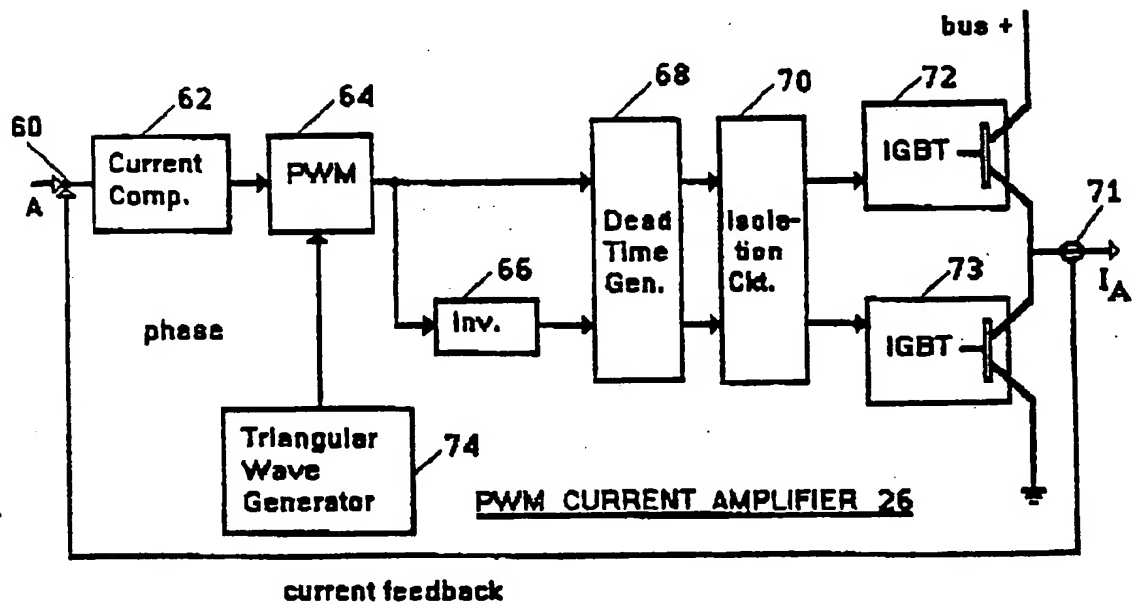 bus +
62
64
68
70
72
60
Current
Comp.
PWM
IGBT
A
Dead
Time
Gen.
Isola-
tion
Ckt.
71
I_A
66
73
phase
Inv.
IGBT
Triangular
Wave
Generator
74
PWM CURRENT AMPLIFIER 26
current feedback